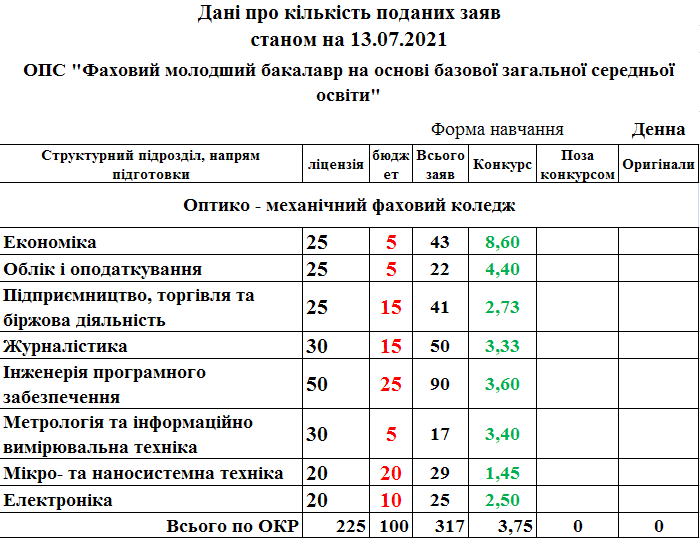 Дані про кількість поданих заяв
станом на 13.07.2021
ОПС "Фаховий молодший бакалавр на основі базової загальної середньої
освіти"
Форма навчання Денна
Структурний підрозділ, напрям
підготовки
ліцензія
бюдж
ет
Всього
заяв
Конкурс
Поза
конкурсом
Оригінали
Оптико - механічний фаховий коледж
Економіка 25 5 43 8,60
Облік і оподаткування 25 5 22 4,40
Підприємництво, торгівля та
біржова діяльність 25 15 41 2,73
Журналістика 30 15 50 3,33
Інженерія програмного
забезпечення 50 25 90 3,60
Метрологія та інформаційно
вимірювальна техніка 30 5 17 3,40
Мікро- та наносистемна техніка 20 20 29 1,45
Електроніка 20 10 25 2,50
Всього по ОКР 225 100 317 3,75 0 0